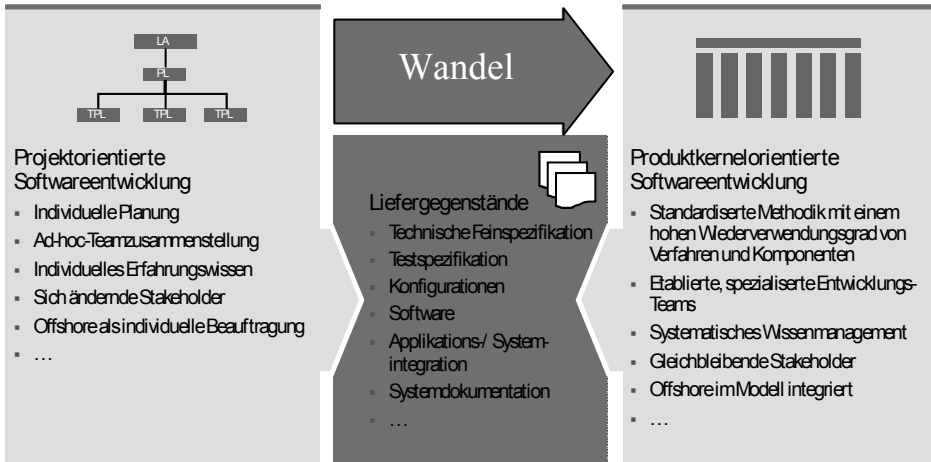 LA
PL
TPL TPL TPL
Projektorientierte
Softwareentwicklung
▪ Individuelle Planung
▪ Ad-hoc-Teamzusammenstellung
▪ Individuelles Erfahrungswissen
▪ Sich ändernde Stakeholder
▪ Offshore als individuelle Beauftragung
▪ …
Wandel
Liefergegenstände
▪ Technische Feinspezifikation
▪ Testspezifikation
▪ Konfigurationen
▪ Software
▪ Applikations-/ System-
integration
▪ Systemdokumentation
▪ …
Produktkernelorientierte
Softwareentwicklung
▪ Standardiserte Methodik mit einem
hohen Wiederverwendungsgrad von
Verfahren und Komponenten
▪ Etablierte, spezialiserte Entwicklungs-
Teams
▪ Systematisches Wissenmanagement
▪ Gleichbleibende Stakeholder
▪ Offshore im Modell integriert
▪ …